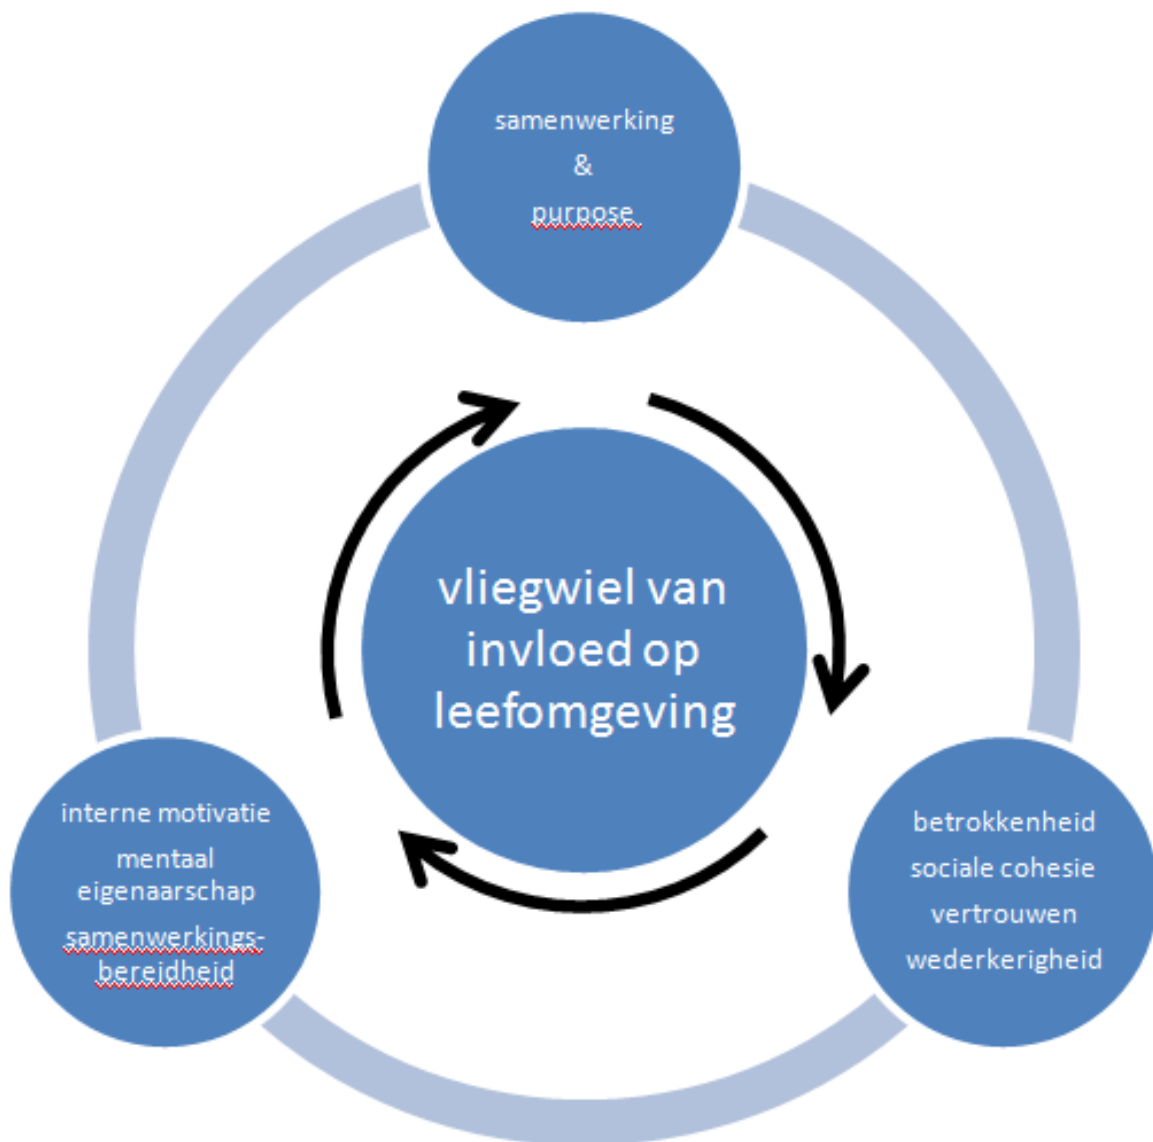 samenwerking
&
purpose
vliegwiel van
invloed op
leefomgeving
interne motivatie
mentaal
eigenaarschap
samenwerkings-
bereidheid
betrokkenheid
sociale cohesie
vertrouwen
wederkerigheid